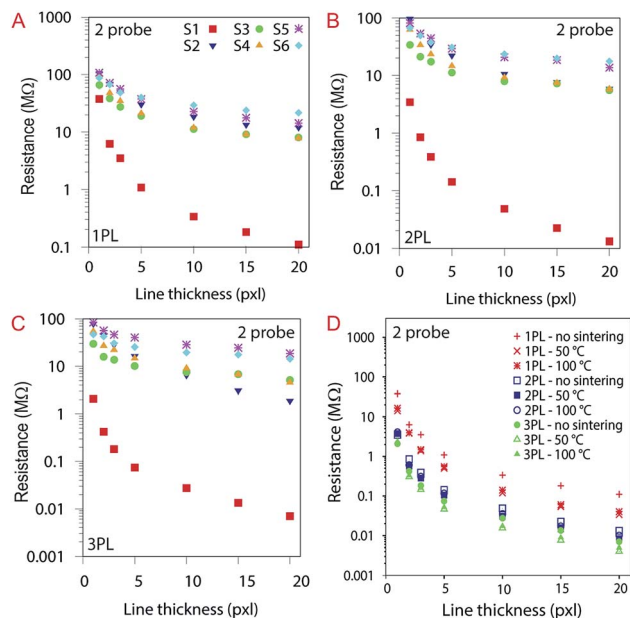 A
2 probe
S1 S3 S5
S2 S4 S6
Resistance (MΩ)
1000
100
10
1
0.1
1PL
0 5 10 15 20
Line thickness (pxl)
B
2 probe
Resistance (MΩ)
100
10
1
0.1
0.01
2PL
0 5 10 15 20
Line thickness (pxl)
C
2 probe
Resistance (MΩ)
100
10
1
0.1
0.01
0.001
3PL
0 5 10 15 20
Line thickness (pxl)
D
2 probe
Resistance (MΩ)
1000
100
10
1
0.1
0.01
0.001
1PL - no sintering
1PL - 50 °C
1PL - 100 °C
2PL - no sintering
2PL - 50 °C
2PL - 100 °C
3PL - no sintering
3PL - 50 °C
3PL - 100 °C
0 5 10 15 20
Line thickness (pxl)